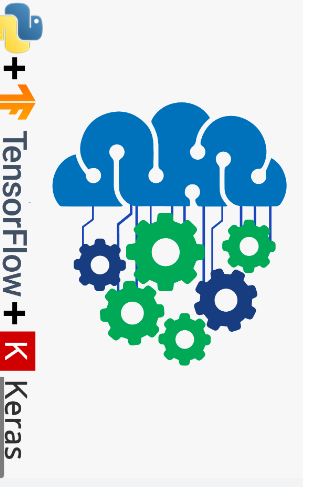 + TensorFlow + K Keras